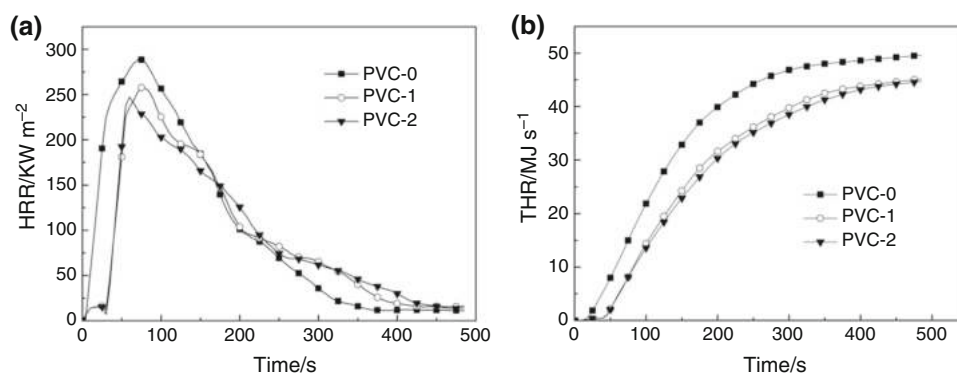 (a)
300
250
200
150
100
50
0
HRR/KW m⁻²
PVC-0
PVC-1
PVC-2
0 100 200 300 400 500
Time/s
(b)
50
40
30
20
10
0
THR/MJ s⁻¹
PVC-0
PVC-1
PVC-2
0 100 200 300 400 500
Time/s